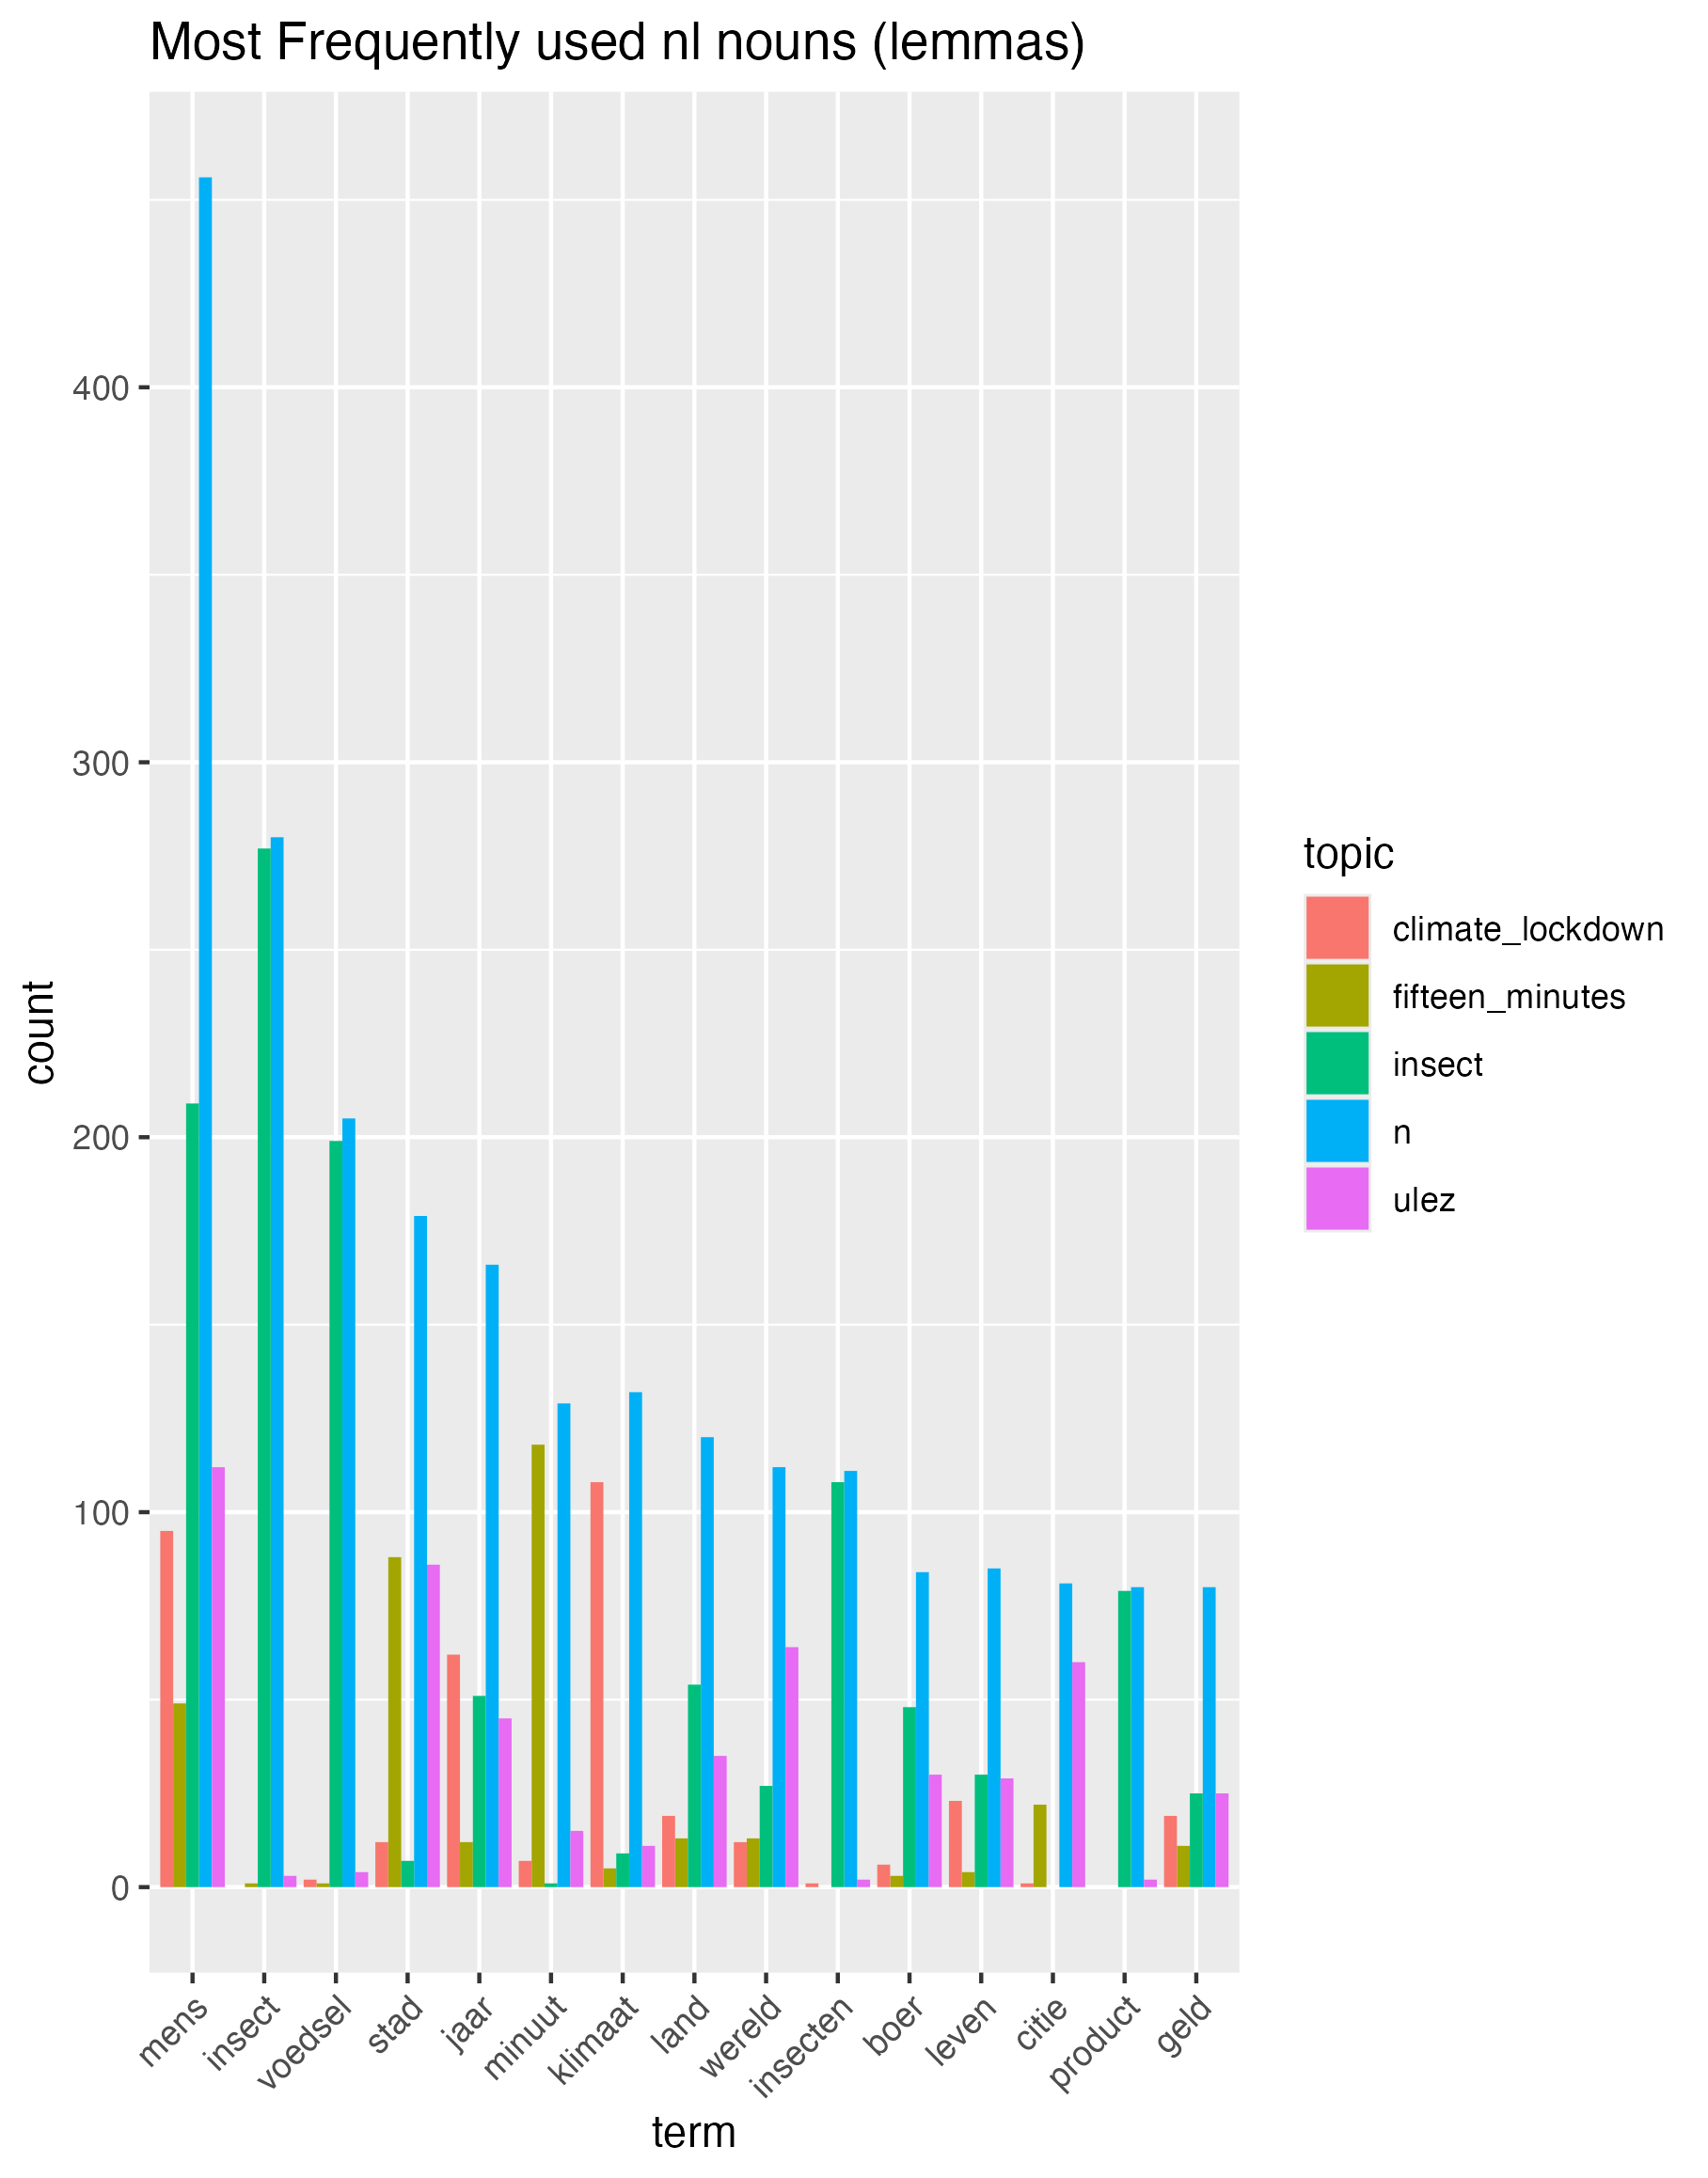 Most Frequently used nl nouns (lemmas)
count
400
300
200
100
0
mens
insect
voedsel
stad
jaar
minuut
klimaat
land
wereld
insecten
boer
leven
citie
product
geld
term
topic
climate_lockdown
fifteen_minutes
insect
n
ulez